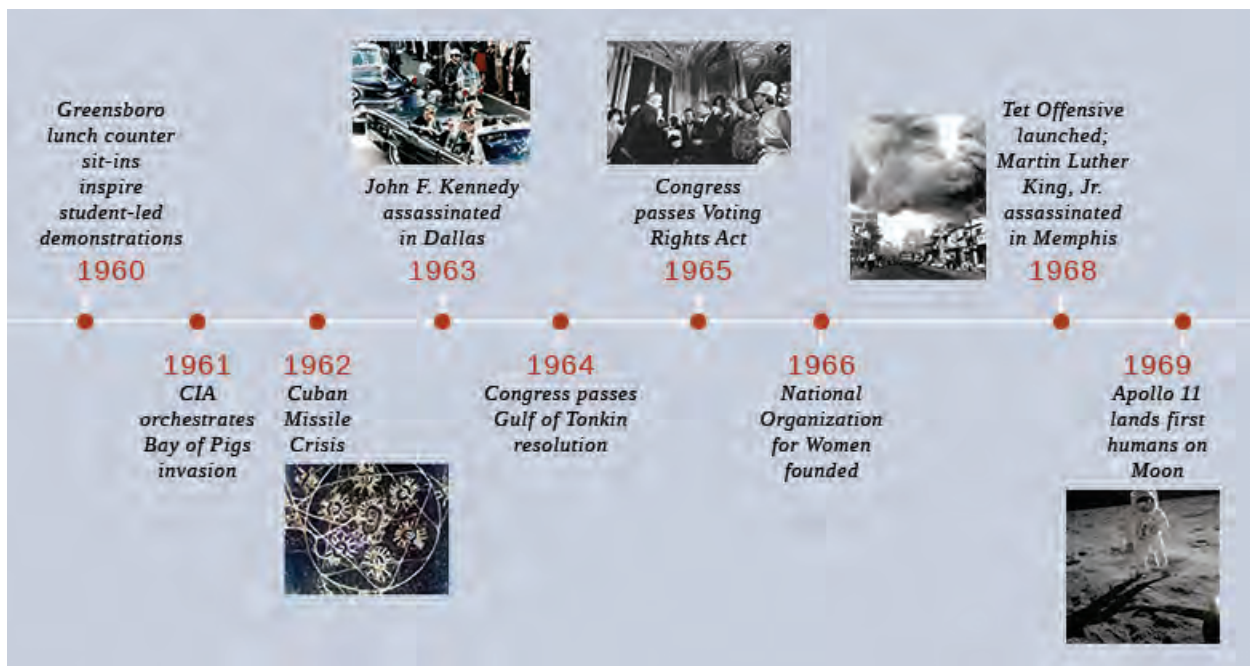 Greensboro
lunch counter
sit-ins
inspire
student-led
demonstrations
1960
1961
CIA
orchestrates
Bay of Pigs
invasion
1962
Cuban
Missile
Crisis
John F. Kennedy
assassinated
in Dallas
1963
1964
Congress passes
Gulf of Tonkin
resolution
Congress
passes Voting
Rights Act
1965
1966
National
Organization
for Women
founded
Tet Offensive
launched;
Martin Luther
King, Jr.
assassinated
in Memphis
1968
1969
Apollo 11
lands first
humans on
Moon